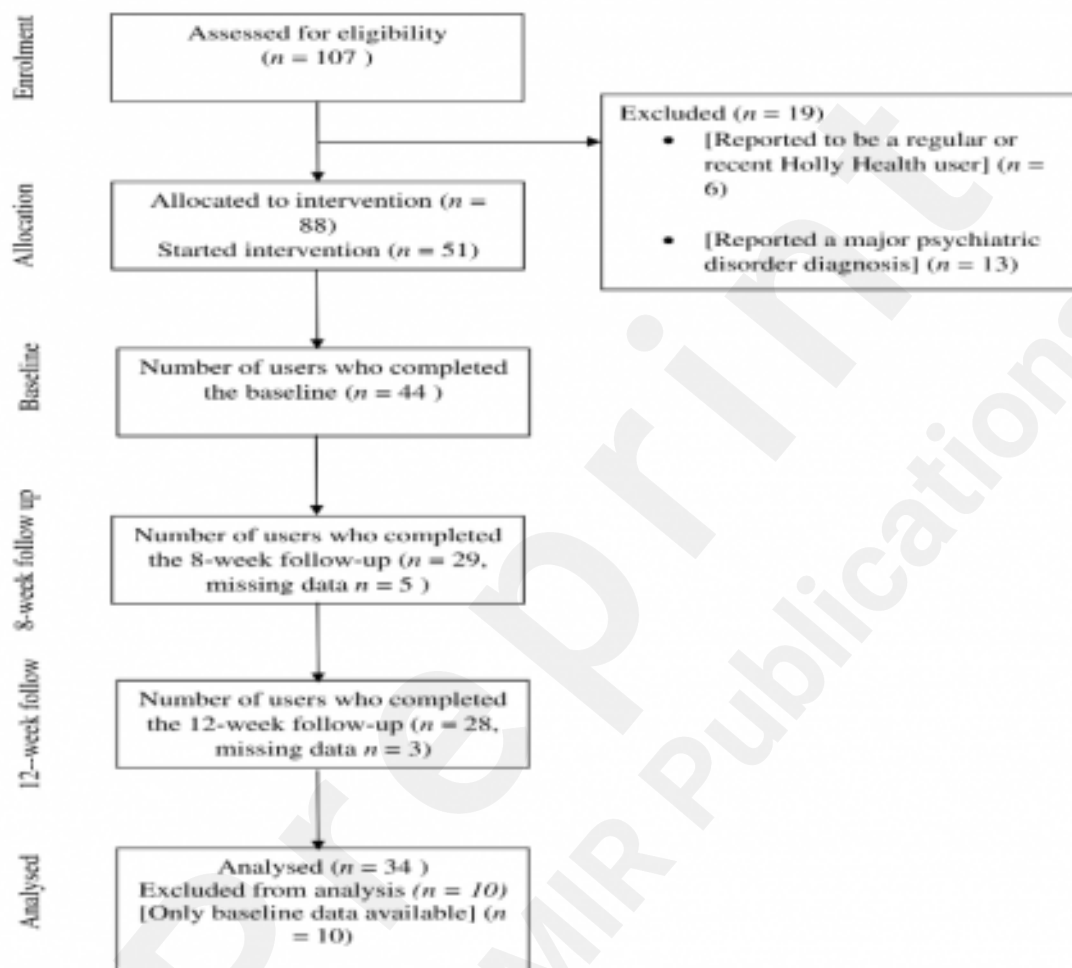 Enrolment
Assessed for eligibility
(n = 107 )
Excluded (n = 19)
• [Reported to be a regular or
recent Holly Health user] (n =
6)
• [Reported a major psychiatric
disorder diagnosis] (n = 13)
Allocation
Allocated to intervention (n =
88)
Started intervention (n = 51)
Baseline
Number of users who completed
the baseline (n = 44 )
8-week follow up
Number of users who completed
the 8-week follow-up (n = 29,
missing data n = 5 )
12--week follow
Number of users who completed
the 12-week follow-up (n = 28,
missing data n = 3)
Analysed
Analysed (n = 34 )
Excluded from analysis (n = 10)
[Only baseline data available] (n
= 10)
Preprint
Publications